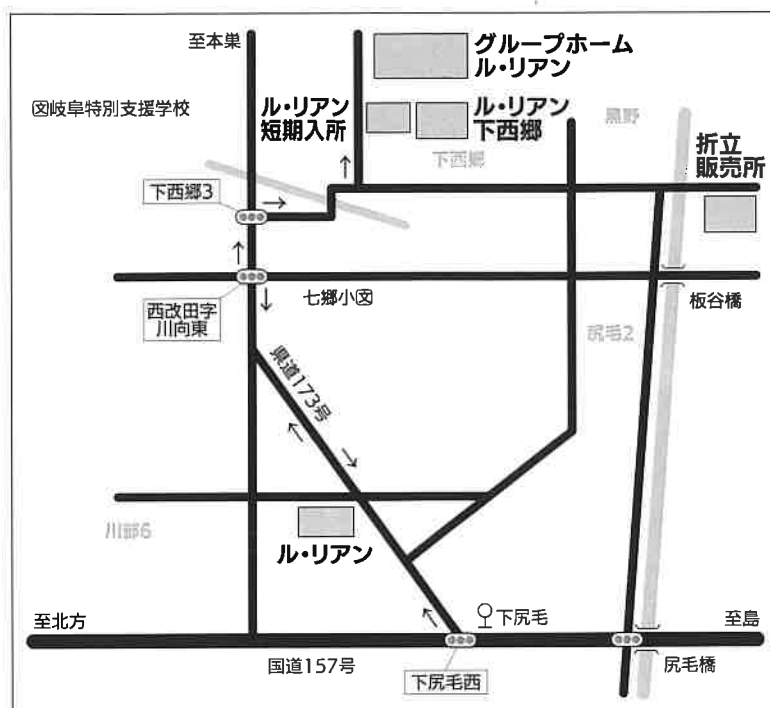 至本巣
グループホーム
ル・リアン
岐阜特別支援学校
ル・リアン
短期入所
ル・リアン
下西郷
黒野
下西郷
折立
販売所
下西郷3
西改田字
川向東
七郷小
板谷橋
尻毛2
県道173号
川部6
ル・リアン
至北方
下尻毛
至島
国道157号
下尻毛西
尻毛橋